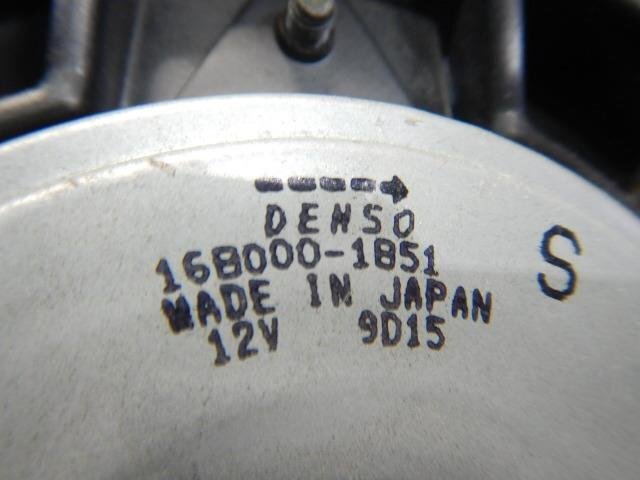 DENSO
168000-1851
MADE IN JAPAN
12V 9D15
S